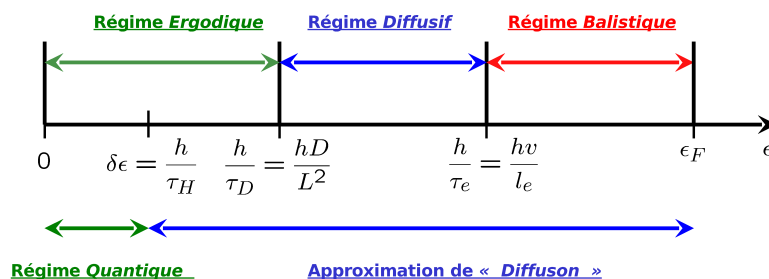 Régime Ergodique Régime Diffusif Régime Balistique
0 δϵ = h/τ_H h/τ_D = hD/L² h/τ_e = hv/l_e ϵ_F ϵ
Régime Quantique Approximation de « Diffuson »